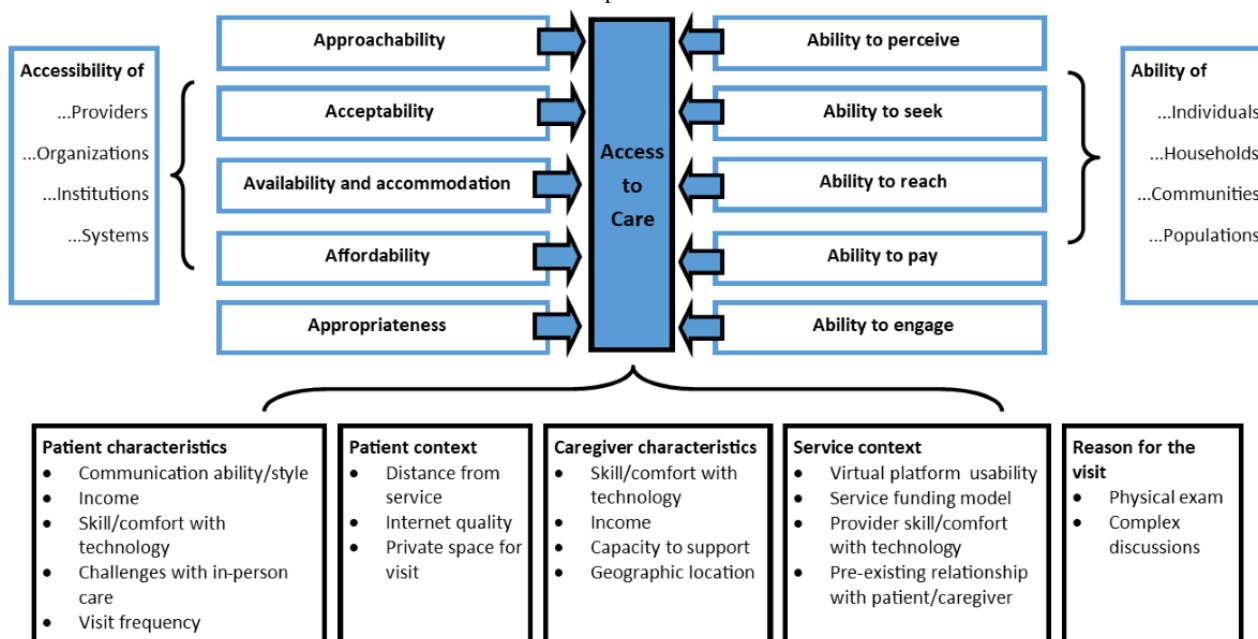 Accessibility of
...Providers
...Organizations
...Institutions
...Systems
Approachability
Acceptability
Availability and accommodation
Affordability
Appropriateness
Access
to
Care
Ability to perceive
Ability to seek
Ability to reach
Ability to pay
Ability to engage
Ability of
...Individuals
...Households
...Communities
...Populations
Patient characteristics
• Communication ability/style
• Income
• Skill/comfort with
technology
• Challenges with in-person
care
• Visit frequency
Patient context
• Distance from
service
• Internet quality
• Private space for
visit
Caregiver characteristics
• Skill/comfort with
technology
• Income
• Capacity to support
• Geographic location
Service context
• Virtual platform usability
• Service funding model
• Provider skill/comfort
with technology
• Pre-existing relationship
with patient/caregiver
Reason for the
visit
• Physical exam
• Complex
discussions